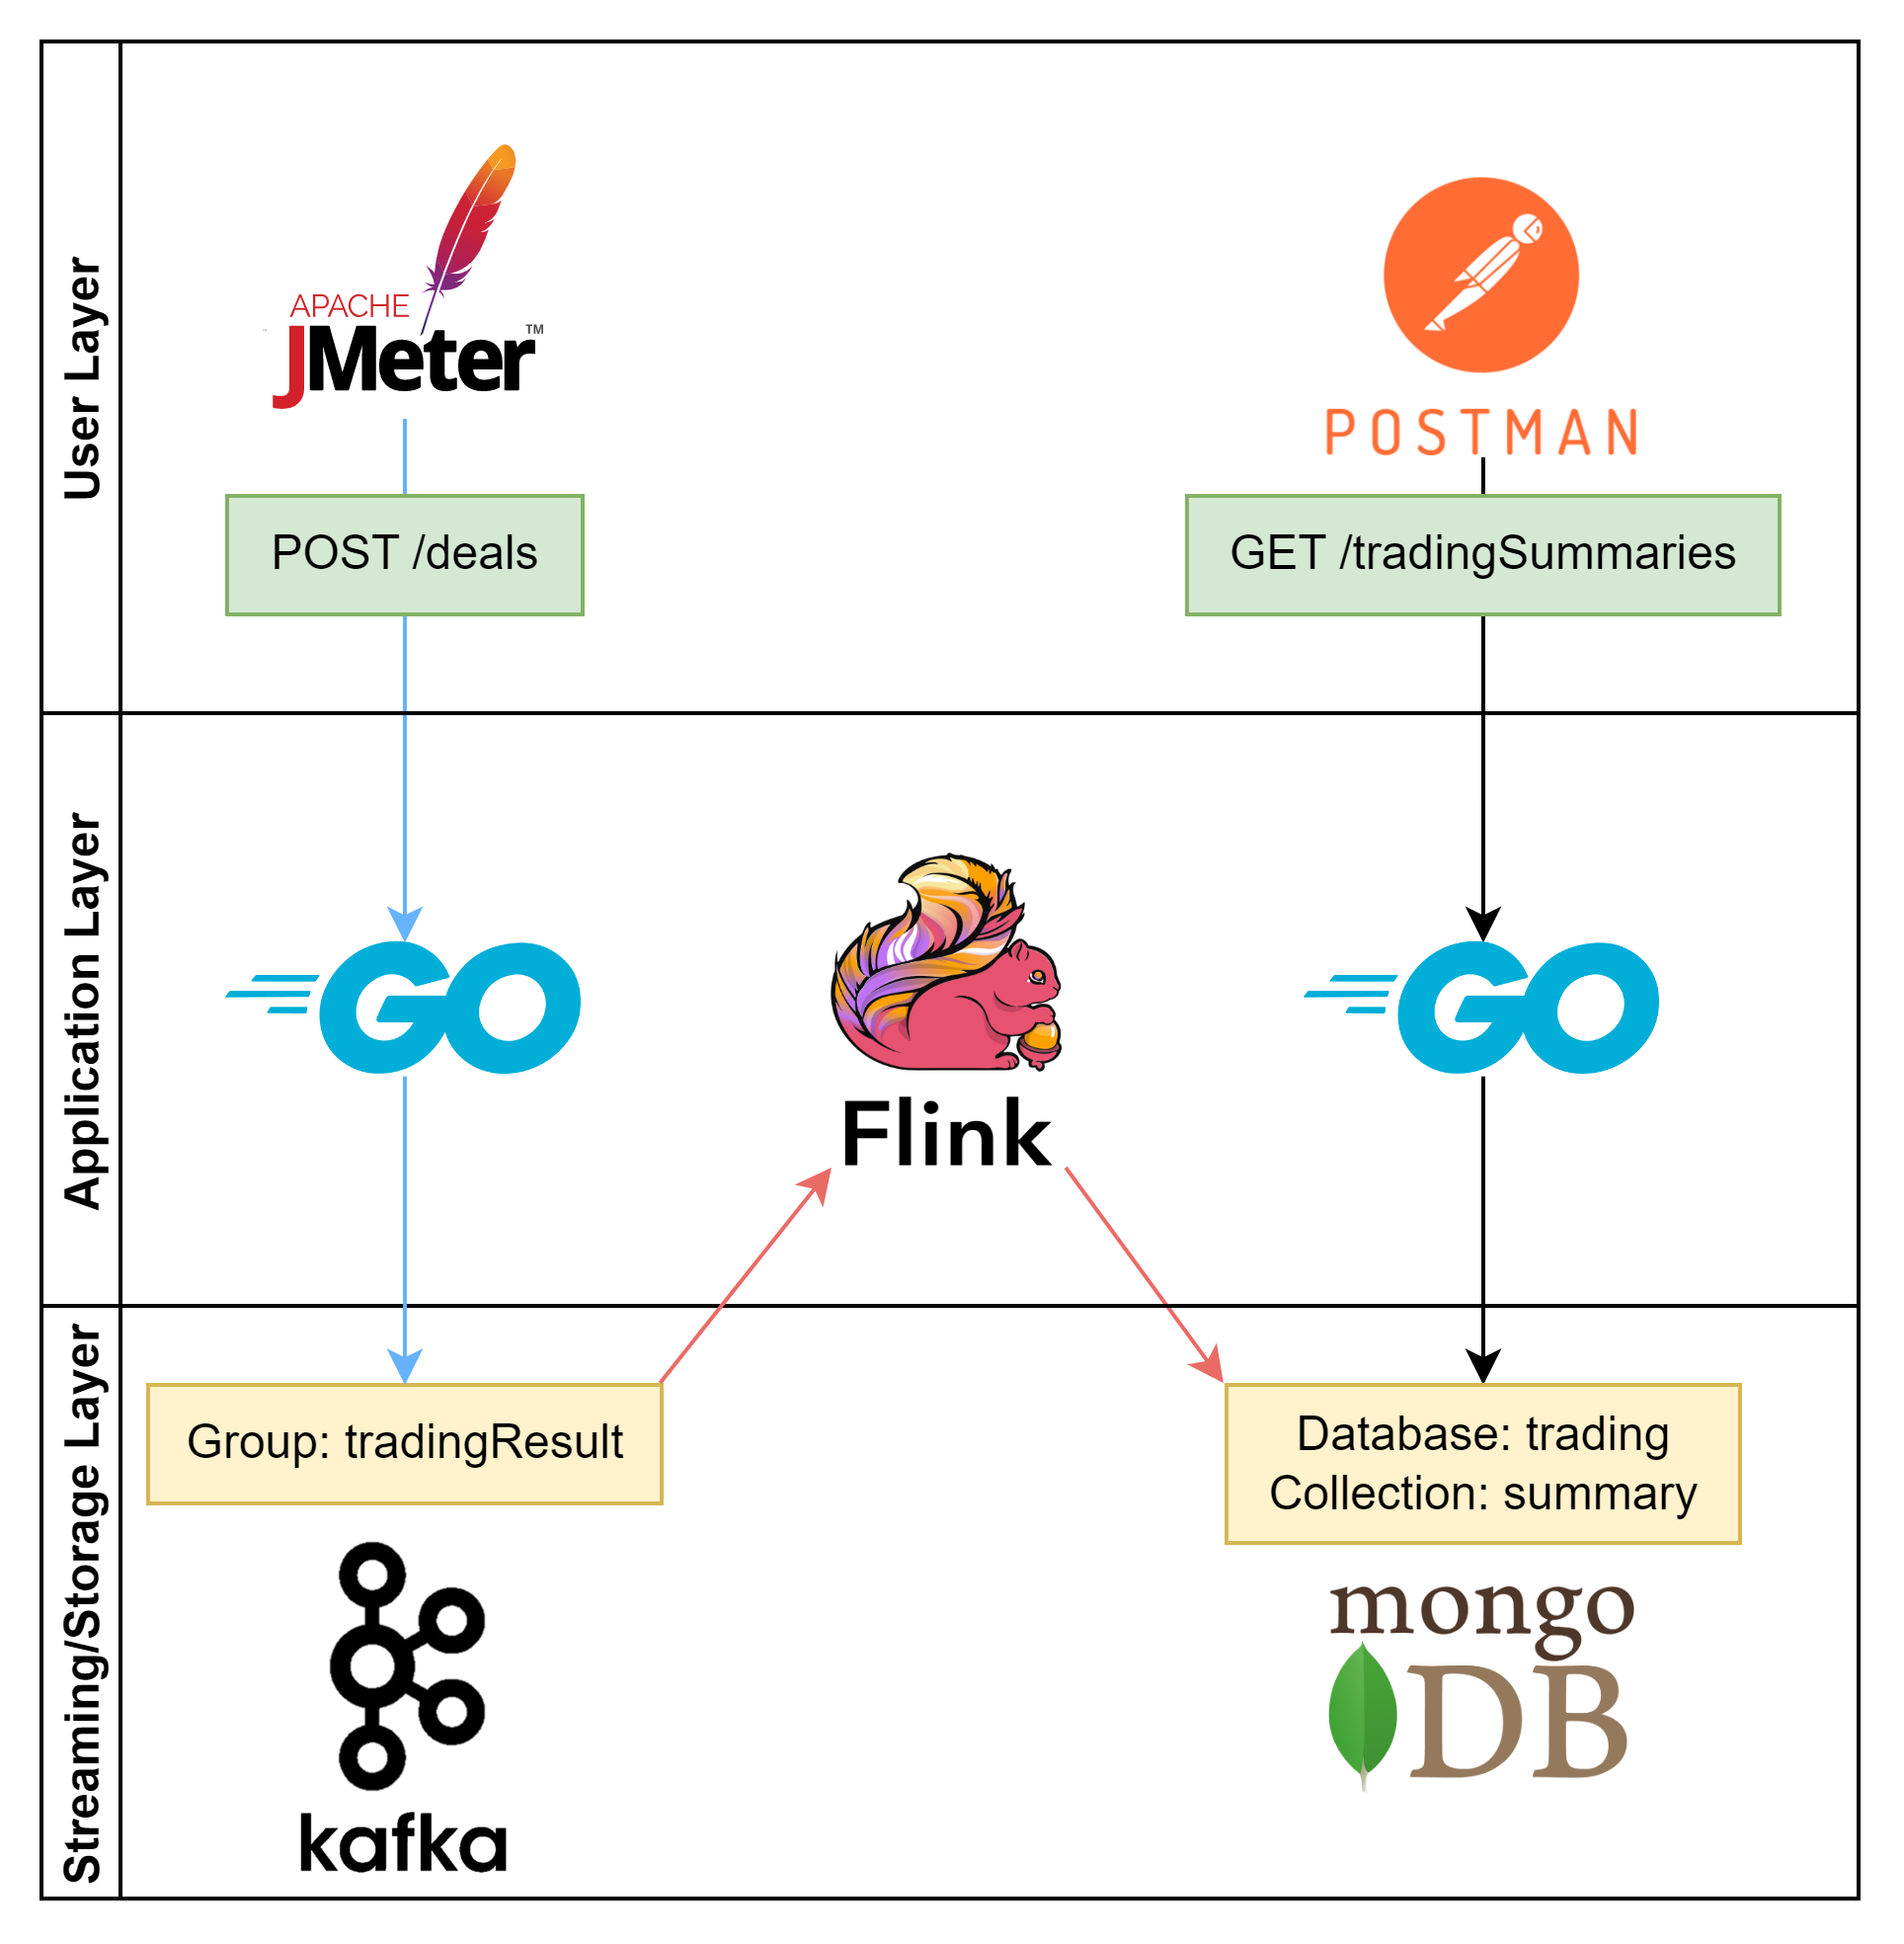 User Layer
APACHE
JMeter™
POSTMAN
POST /deals
GET /tradingSummaries
Application Layer
GO
Flink
GO
Streaming/Storage Layer
Group: tradingResult
Database: trading
Collection: summary
kafka
mongo
DB